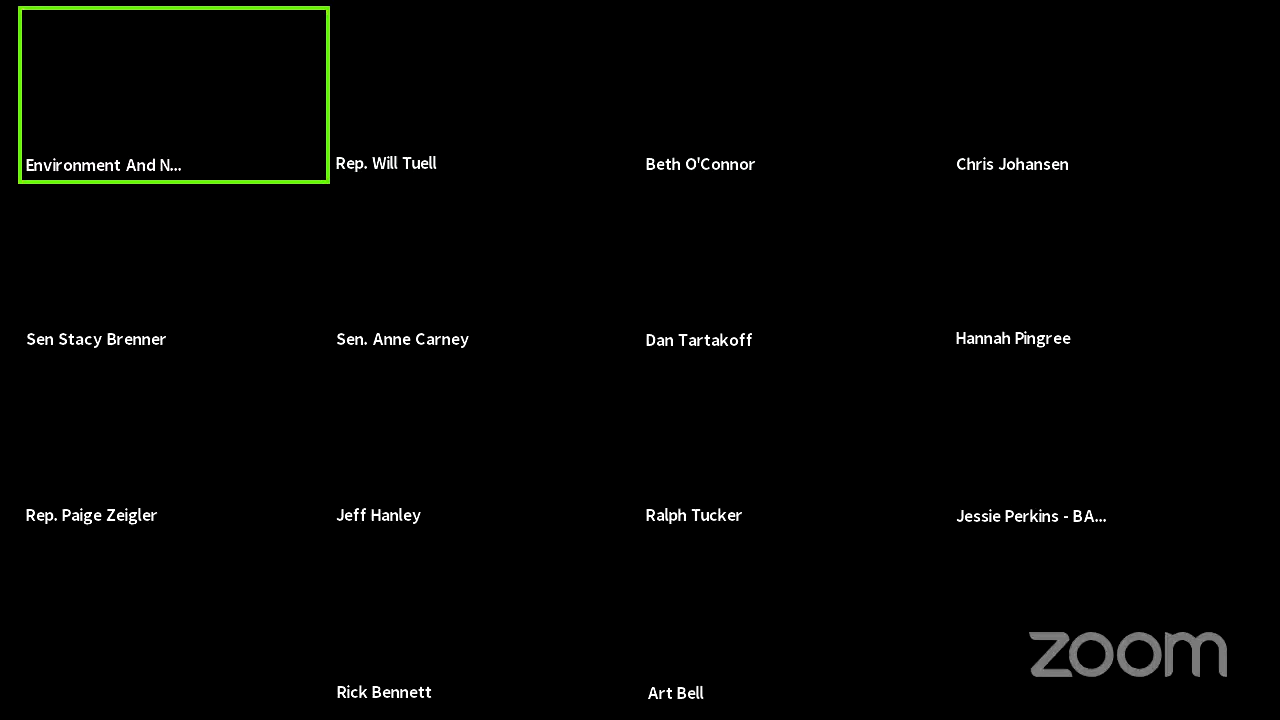 Environment And N...
Rep. Will Tuell
Beth O'Connor
Chris Johansen
Sen Stacy Brenner
Sen. Anne Carney
Dan Tartakoff
Hannah Pingree
Rep. Paige Zeigler
Jeff Hanley
Ralph Tucker
Jessie Perkins - BA...
Rick Bennett
Art Bell
zoom